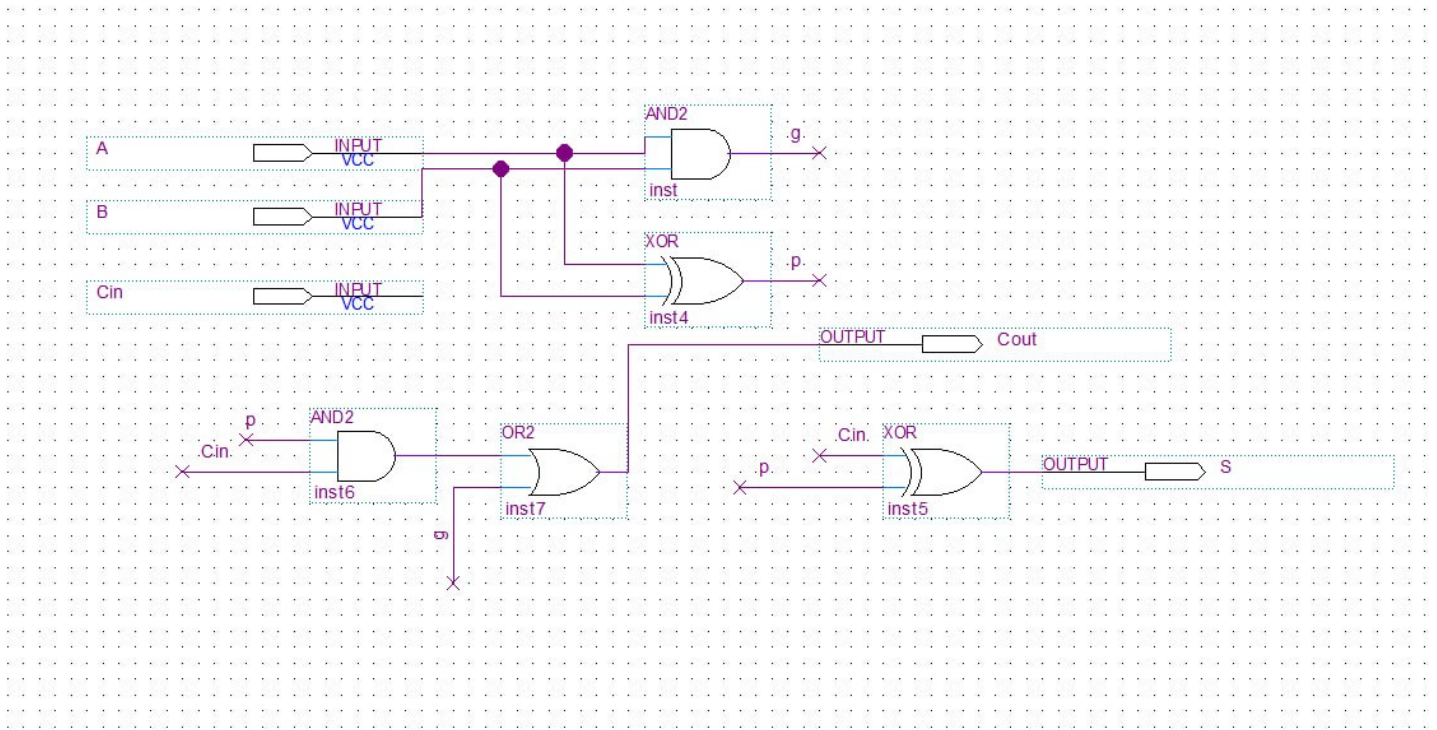 AND2
g
A
INPUT
VCC
inst
B
INPUT
VCC
XOR
p
Cin
INPUT
VCC
inst4
OUTPUT
Cout
p
AND2
Cin
inst6
OR2
g
inst7
Cin
XOR
p
OUTPUT
S
inst5